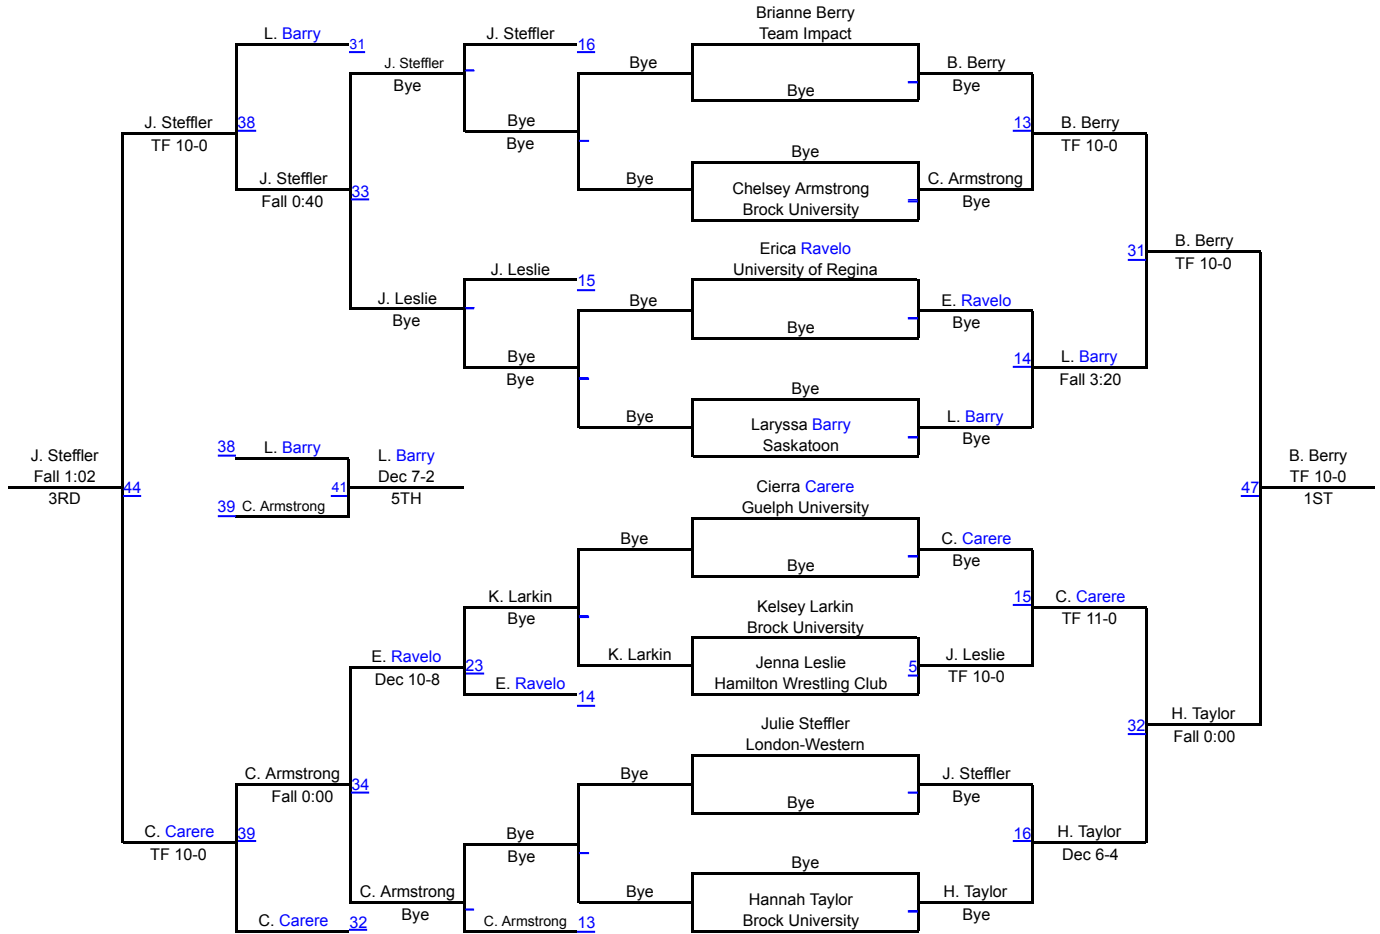 Brianne Berry
Team Impact
L. Barry
31
J. Steffler
16
J. Steffler
Bye
Bye
B. Berry
Bye
Bye
J. Steffler
38
TF 10-0
Bye
Bye
13
B. Berry
TF 10-0
Bye
J. Steffler
33
Fall 0:40
Bye
Chelsey Armstrong
Brock University
C. Armstrong
Bye
Erica Ravelo
University of Regina
B. Berry
31
TF 10-0
J. Leslie
15
J. Leslie
Bye
Bye
E. Ravelo
Bye
Bye
Bye
Bye
14
L. Barry
Fall 3:20
Bye
Bye
Laryssa Barry
Saskatoon
L. Barry
Bye
J. Steffler
Fall 1:02
3RD
44
38
L. Barry
39
C. Armstrong
41
L. Barry
Dec 7-2
5TH
B. Berry
TF 10-0
1ST
47
Cierra Carere
Guelph University
Bye
C. Carere
Bye
Bye
K. Larkin
Bye
15
C. Carere
TF 11-0
Kelsey Larkin
Brock University
E. Ravelo
23
Dec 10-8
K. Larkin
Jenna Leslie
Hamilton Wrestling Club
5
J. Leslie
TF 10-0
E. Ravelo
14
H. Taylor
32
Fall 0:00
Julie Steffler
London-Western
C. Armstrong
34
Fall 0:00
Bye
J. Steffler
Bye
Bye
C. Carere
39
TF 10-0
Bye
Bye
16
H. Taylor
Dec 6-4
Bye
C. Armstrong
Bye
Bye
Hannah Taylor
Brock University
H. Taylor
Bye
C. Carere
32
C. Armstrong
13